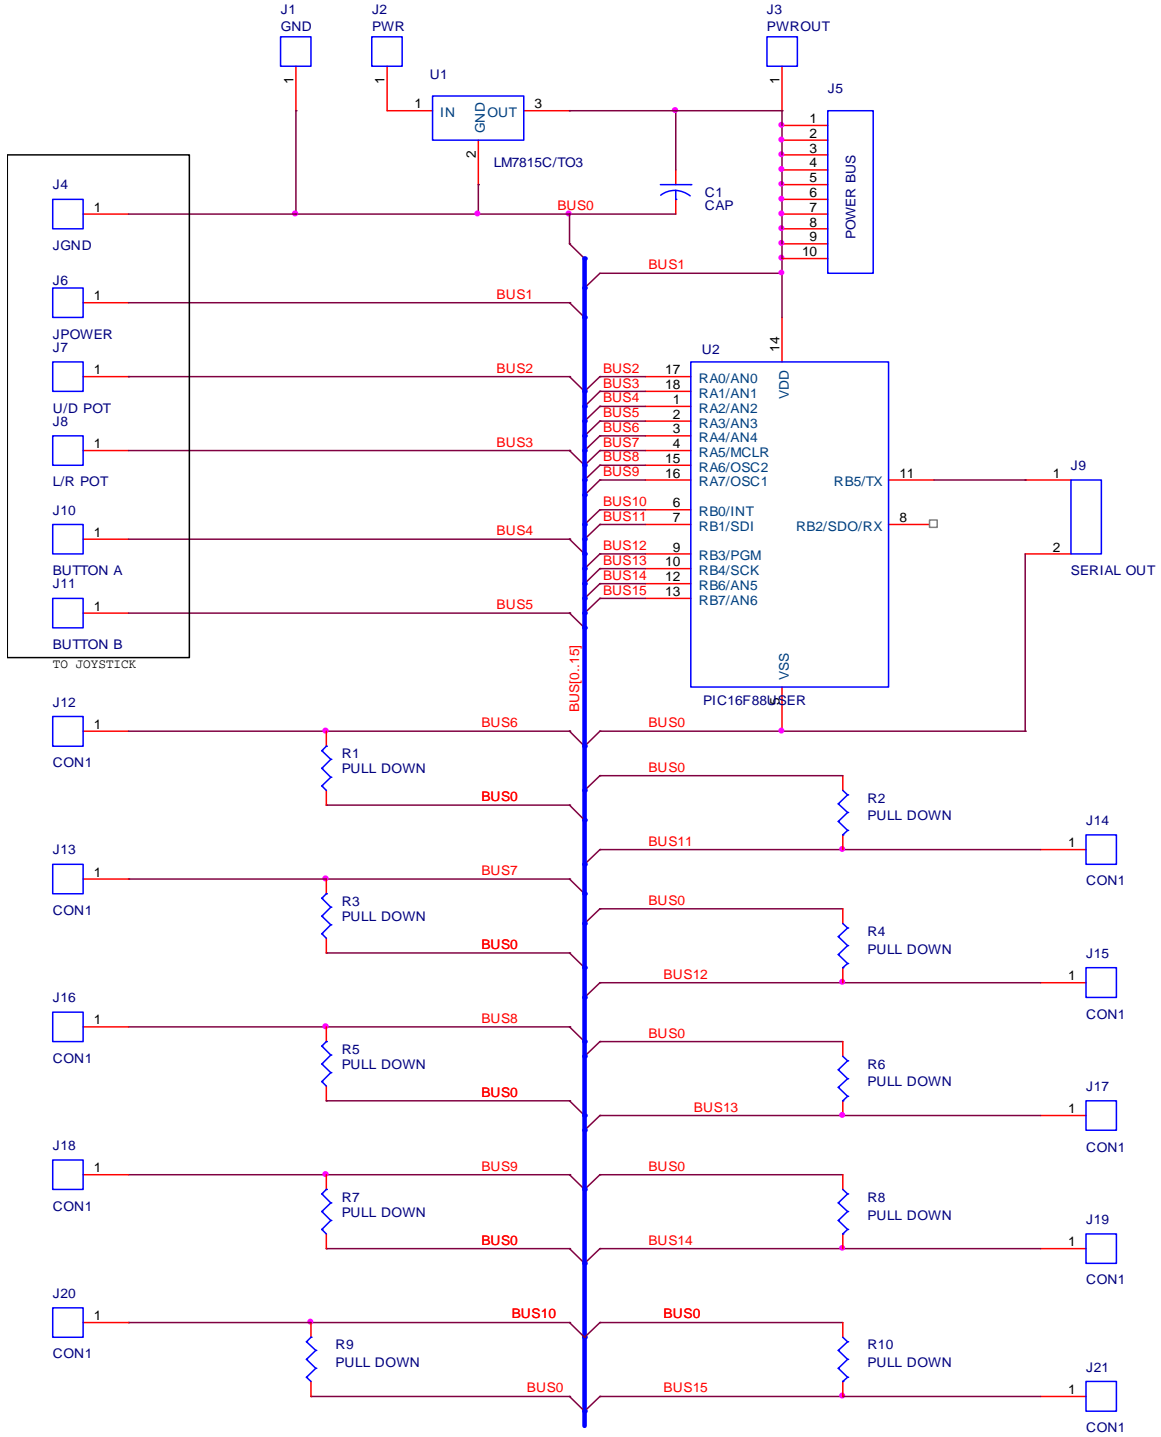 J1
GND
1
J2
PWR
1
J3
PWROUT
1
U1
1
IN
GND
OUT
3
2
LM7815C/TO3
J5
1
2
3
4
5
6
7
8
9
10
POWER BUS
C1
CAP
J4
1
JGND
BUS0
BUS1
J6
1
JPOWER
BUS1
J7
1
U/D POT
BUS2
J8
1
L/R POT
BUS3
J10
1
BUTTON A
BUS4
J11
1
BUTTON B
BUS5
TO JOYSTICK
U2
14
VDD
BUS2 17 RA0/AN0
BUS3 18 RA1/AN1
BUS4 1 RA2/AN2
BUS5 2 RA3/AN3
BUS6 3 RA4/AN4
BUS7 4 RA5/MCLR
BUS8 15 RA6/OSC2
BUS9 16 RA7/OSC1
BUS10 6 RB0/INT
BUS11 7 RB1/SDI
BUS12 9 RB3/PGM
BUS13 10 RB4/SCK
BUS14 12 RB6/AN5
BUS15 13 RB7/AN6
RB5/TX 11
RB2/SDO/RX 8
VSS
5
PIC16F88USER
J9
1
2
SERIAL OUT
BUS[0..15]
BUS0
J12
1
CON1
BUS6
R1
PULL DOWN
BUS0
BUS0
R2
PULL DOWN
BUS11
J14
1
CON1
J13
1
CON1
BUS7
R3
PULL DOWN
BUS0
BUS0
R4
PULL DOWN
BUS12
J15
1
CON1
J16
1
CON1
BUS8
R5
PULL DOWN
BUS0
BUS0
R6
PULL DOWN
BUS13
J17
1
CON1
J18
1
CON1
BUS9
R7
PULL DOWN
BUS0
BUS0
R8
PULL DOWN
BUS14
J19
1
CON1
J20
1
CON1
BUS10
R9
PULL DOWN
BUS0
BUS0
R10
PULL DOWN
BUS15
J21
1
CON1